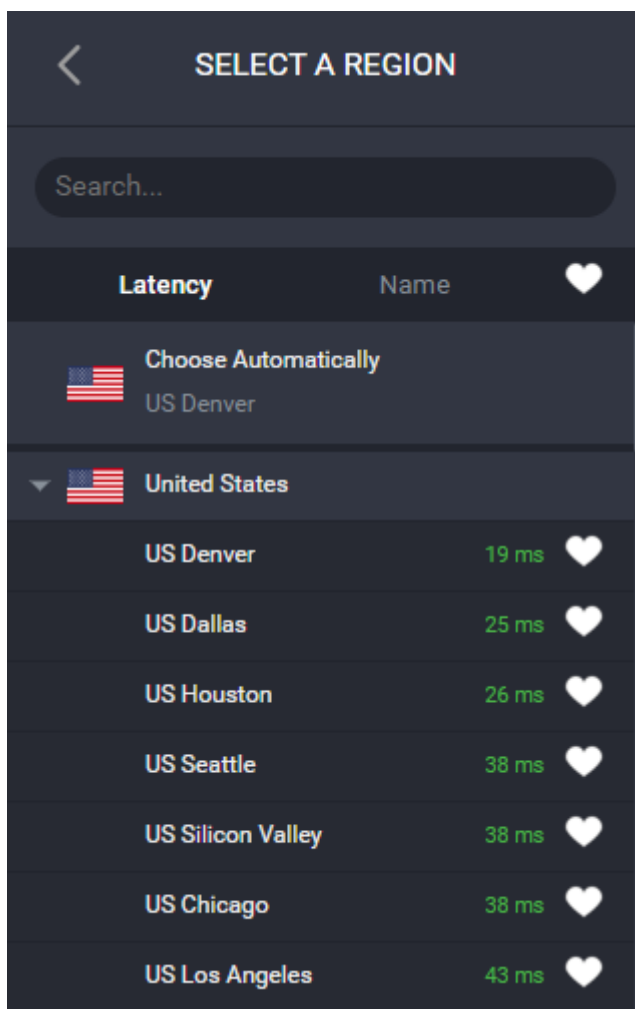 SELECT A REGION
Search...
Latency Name
Choose Automatically
US Denver
United States
US Denver 19 ms
US Dallas 25 ms
US Houston 26 ms
US Seattle 38 ms
US Silicon Valley 38 ms
US Chicago 38 ms
US Los Angeles 43 ms